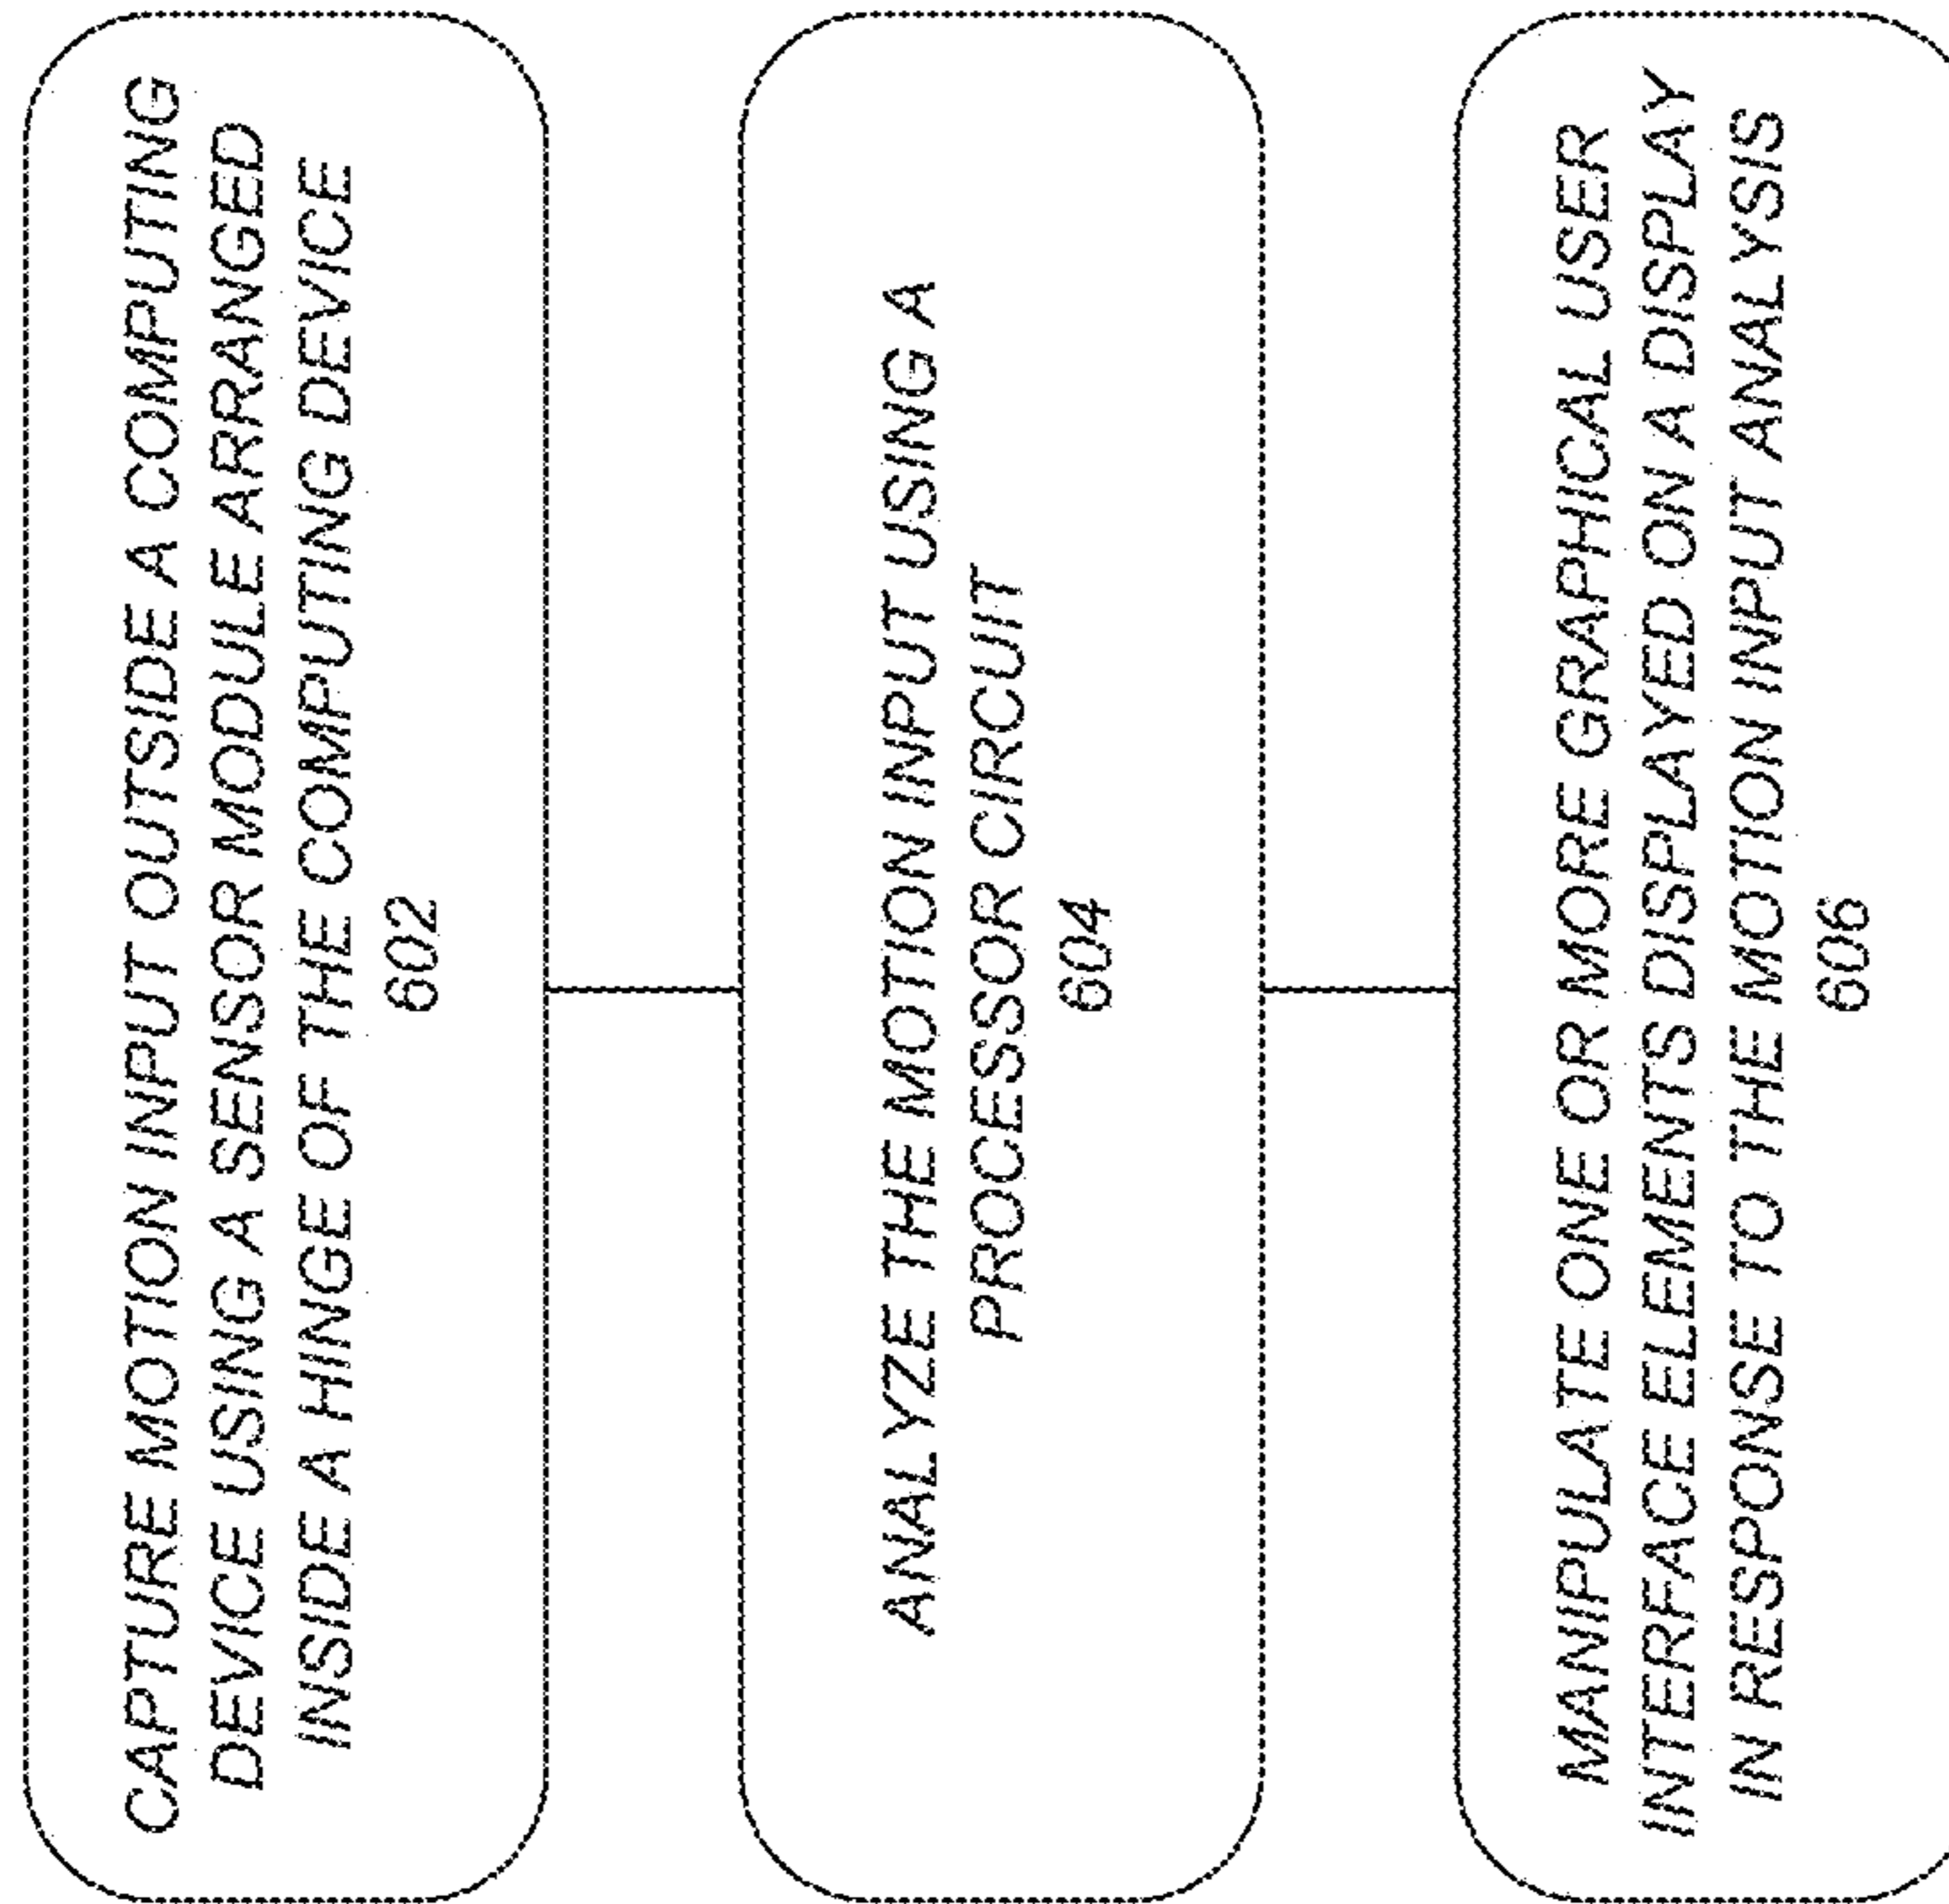 CAPTURE MOTION INPUT OUTSIDE A COMPUTING
DEVICE USING A SENSOR MODULE ARRANGED
INSIDE A HINGE OF THE COMPUTING DEVICE
602
ANALYZE THE MOTION INPUT USING A
PROCESSOR CIRCUIT
604
MANIPULATE ONE OR MORE GRAPHICAL USER
INTERFACE ELEMENTS DISPLAYED ON A DISPLAY
IN RESPONSE TO THE MOTION INPUT ANALYSIS
606